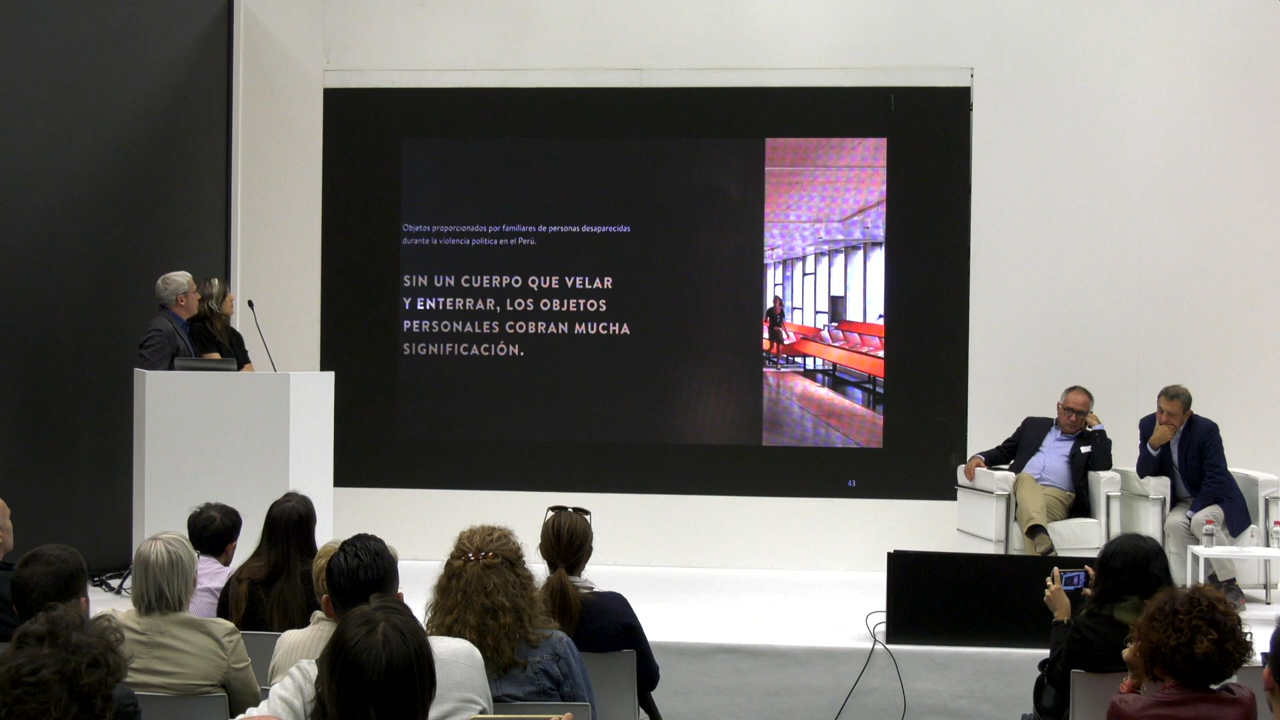 Objetos proporcionados por familiares de personas desaparecidas
durante la violencia política en el Perú.
SIN UN CUERPO QUE VELAR
Y ENTERRAR, LOS OBJETOS
PERSONALES COBRAN MUCHA
SIGNIFICACIÓN.
43